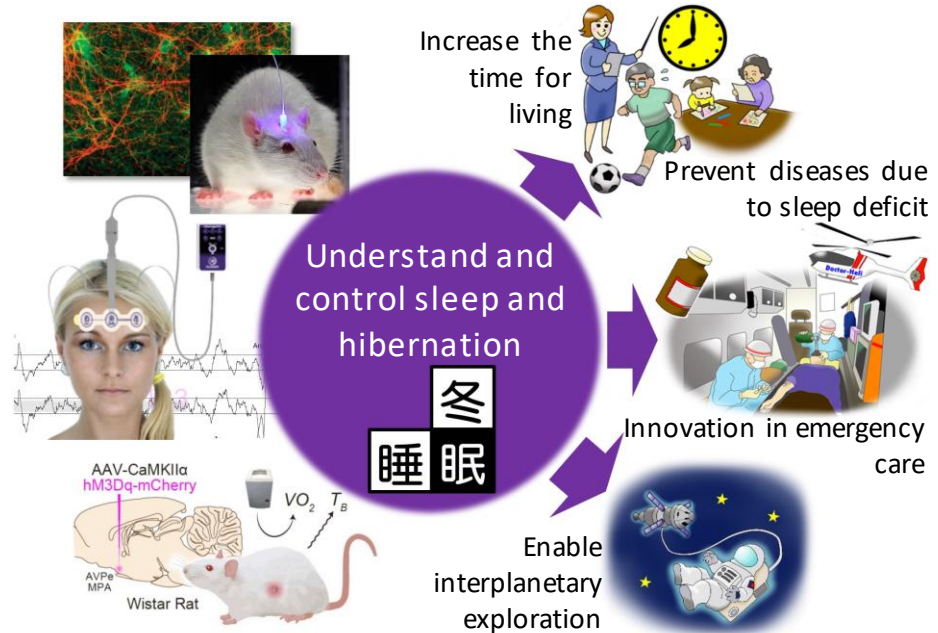 Increase the
time for
living
Prevent diseases due
to sleep deficit
Understand and
control sleep and
hibernation
冬
睡眠
Doctor-Heli
Innovation in emergency
care
AAV-CaMKIIα
hM3Dq-mCherry
VO₂
T_B
AVPe
MPA
Wistar Rat
Enable
interplanetary
exploration